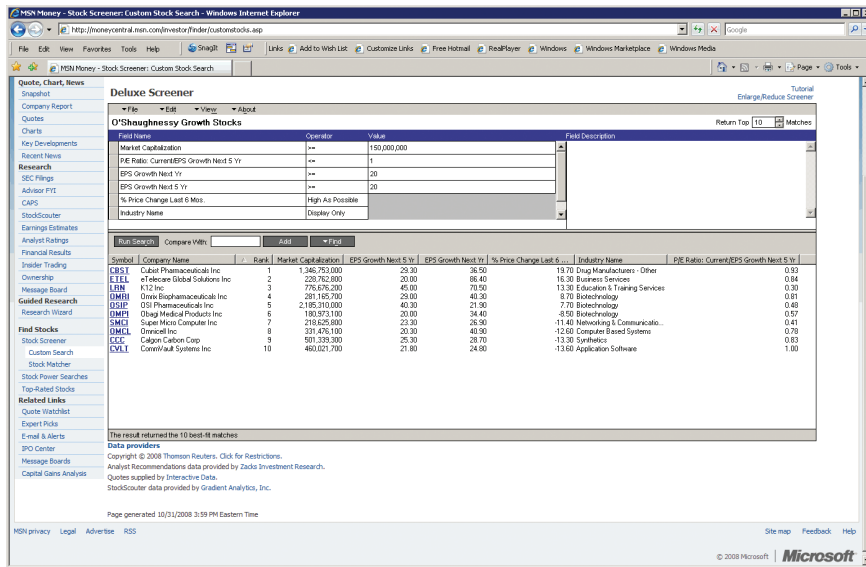 MSN Money - Stock Screener: Custom Stock Search - Windows Internet Explorer
http://moneycentral.msn.com/investor/finder/customstocks.asp
Google
File Edit View Favorites Tools Help SnagIt Links Add to Wish List Customize Links Free Hotmail RealPlayer Windows Windows Marketplace Windows Media
MSN Money - Stock Screener: Custom Stock Search
Page Tools
Quote, Chart, News
Snapshot
Company Report
Quotes
Charts
Key Developments
Recent News
Research
SEC Filings
Advisor FYI
CAPS
StockScouter
Earnings Estimates
Analyst Ratings
Financial Results
Insider Trading
Ownership
Message Board
Guided Research
Research Wizard
Find Stocks
Stock Screener
Custom Search
Stock Matcher
Stock Power Searches
Top-Rated Stocks
Related Links
Quote Watchlist
Expert Picks
E-mail & Alerts
IPO Center
Message Boards
Capital Gains Analysis
Deluxe Screener
Tutorial
Enlarge/Reduce Screener
File Edit View About
O'Shaughnessy Growth Stocks
Return Top 10 Matches
Field Name Operator Value Field Description
Market Capitalization >= 150,000,000
P/E Ratio: Current/EPS Growth Next 5 Yr <= 1
EPS Growth Next Yr >= 20
EPS Growth Next 5 Yr >= 20
% Price Change Last 6 Mos. High As Possible
Industry Name Display Only
Run Search Compare With: Add Find
Symbol Company Name Rank Market Capitalization EPS Growth Next 5 Yr EPS Growth Next Yr % Price Change Last 6 ... Industry Name P/E Ratio: Current/EPS Growth Next 5 Yr
CBST Cubist Pharmaceuticals Inc 1 1,346,753,000 29.30 36.50 19.70 Drug Manufacturers - Other 0.93
ETEL eTelecare Global Solutions Inc 2 228,762,800 20.00 86.40 16.30 Business Services 0.84
LRN K12 Inc 3 776,676,200 45.00 70.50 13.30 Education & Training Services 0.30
OMRI Omrix Biopharmaceuticals Inc 4 281,165,700 29.00 40.30 8.70 Biotechnology 0.81
OSIP OSI Pharmaceuticals Inc 5 2,185,310,000 40.30 21.90 7.70 Biotechnology 0.48
OMPI Obagi Medical Products Inc 6 180,973,100 20.00 34.40 -8.50 Biotechnology 0.57
SMCI Super Micro Computer Inc 7 218,625,800 23.30 26.90 -11.40 Networking & Communicatio... 0.41
OMCL Omnicell Inc 8 331,476,100 20.30 40.90 -12.60 Computer Based Systems 0.78
CCC Calgon Carbon Corp 9 501,339,300 25.30 28.70 -13.30 Synthetics 0.83
CVLT CommVault Systems Inc 10 460,021,700 21.80 24.80 -13.60 Application Software 1.00
The result returned the 10 best-fit matches
Data providers
Copyright © 2008 Thomson Reuters. Click for Restrictions.
Analyst Recommendations data provided by Zacks Investment Research.
Quotes supplied by Interactive Data.
StockScouter data provided by Gradient Analytics, Inc.
Page generated 10/31/2008 3:59 PM Eastern Time
MSN privacy Legal Advertise RSS Site map Feedback Help
© 2008 Microsoft Microsoft